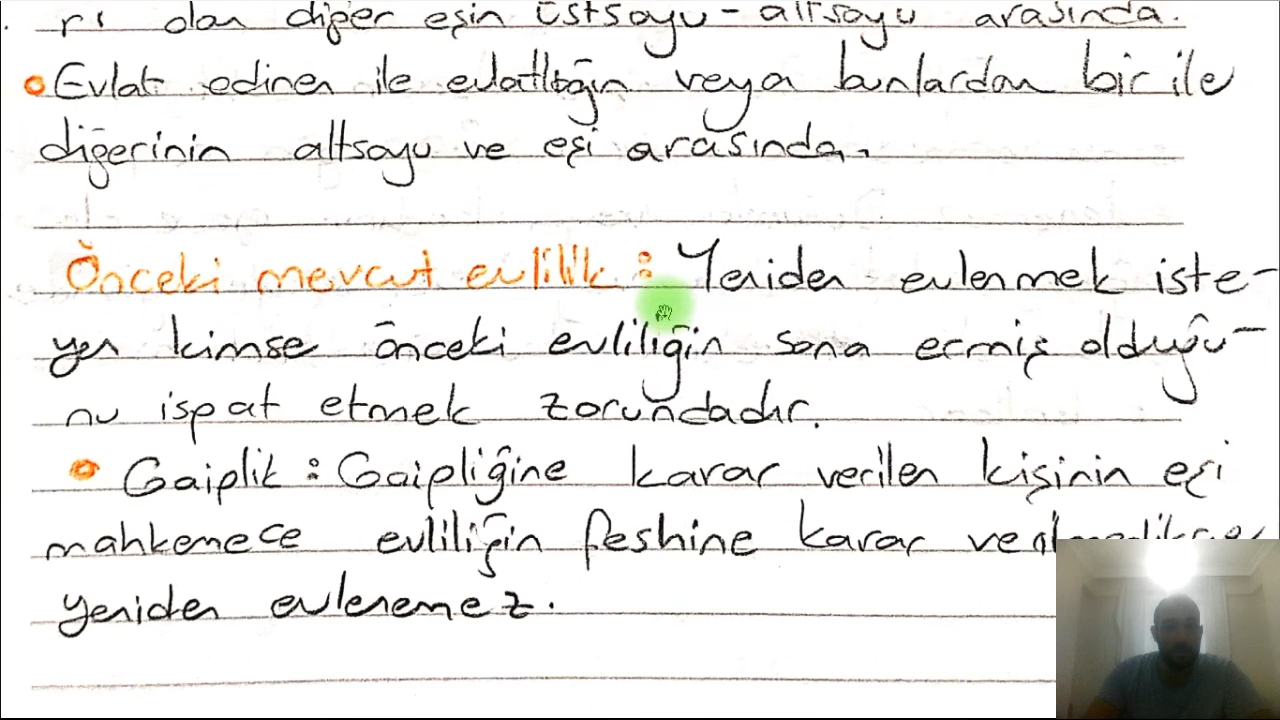 rı olan diğer eşin üstsoyu - altsoyu arasında.
• Evlat edinen ile evlatlığın veya bunlardan bir ile
diğerinin altsoyu ve eşi arasında.
Önceki mevcut evlilik : Yeniden evlenmek iste-
yen kimse önceki evliliğin sona ermiş olduğu-
nu ispat etmek zorundadır.
• Gaiplik : Gaipliğine karar verilen kişinin eşi
mahkemece evliliğin feshine karar verilmedikçe
yeniden evlenemez.